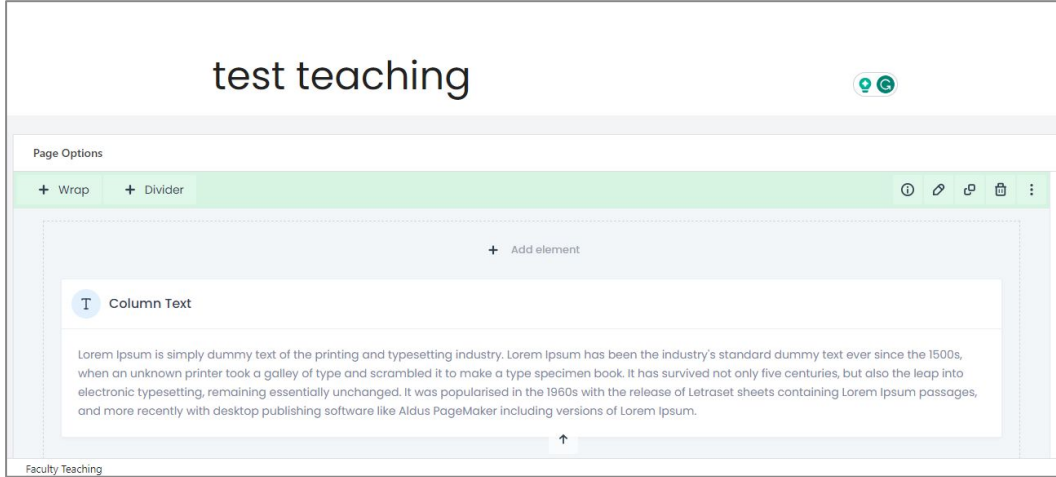 test teaching
Page Options
+ Wrap + Divider
+ Add element
T Column Text
Lorem Ipsum is simply dummy text of the printing and typesetting industry. Lorem Ipsum has been the industry's standard dummy text ever since the 1500s,
when an unknown printer took a galley of type and scrambled it to make a type specimen book. It has survived not only five centuries, but also the leap into
electronic typesetting, remaining essentially unchanged. It was popularised in the 1960s with the release of Letraset sheets containing Lorem Ipsum passages,
and more recently with desktop publishing software like Aldus PageMaker including versions of Lorem Ipsum.
Faculty Teaching